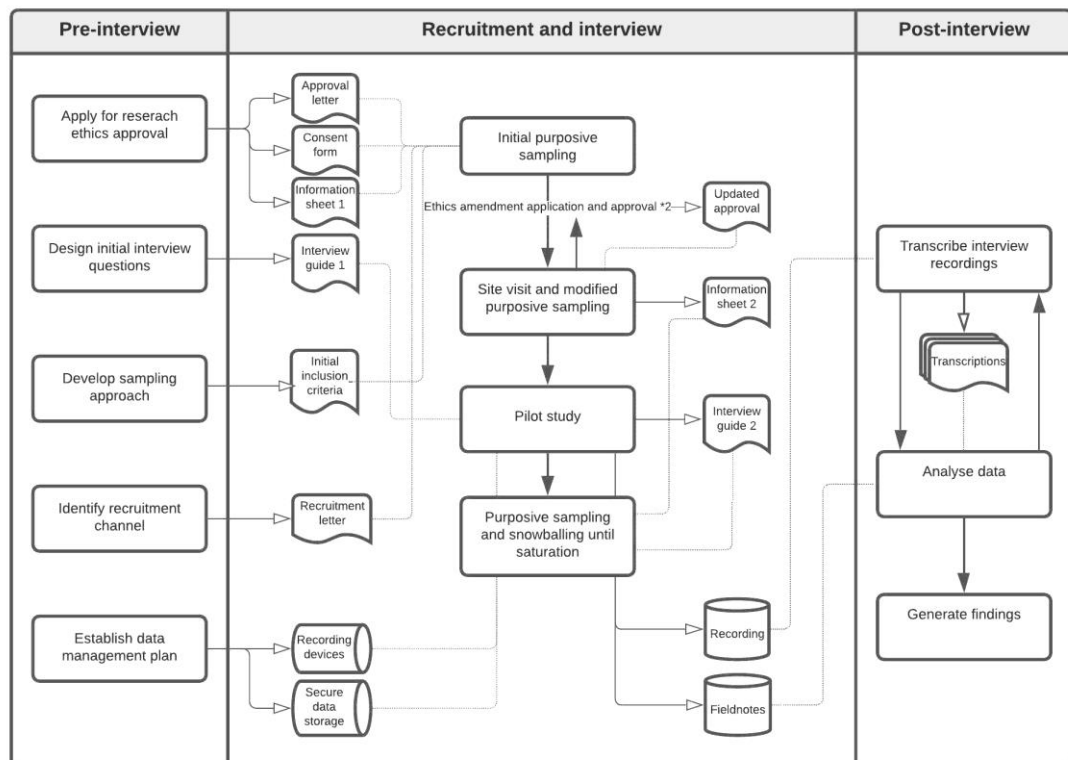 Pre-interview
Recruitment and interview
Post-interview
Apply for reserach
ethics approval
Design initial interview
questions
Develop sampling
approach
Identify recruitment
channel
Establish data
management plan
Approval
letter
Consent
form
Information
sheet 1
Interview
guide 1
Initial
inclusion
criteria
Recruitment
letter
Recording
devices
Secure
data
storage
Initial purposive
sampling
Ethics amendment application and approval *2
Site visit and modified
purposive sampling
Pilot study
Purposive sampling
and snowballing until
saturation
Updated
approval
Information
sheet 2
Interview
guide 2
Recording
Fieldnotes
Transcribe interview
recordings
Transcriptions
Analyse data
Generate findings